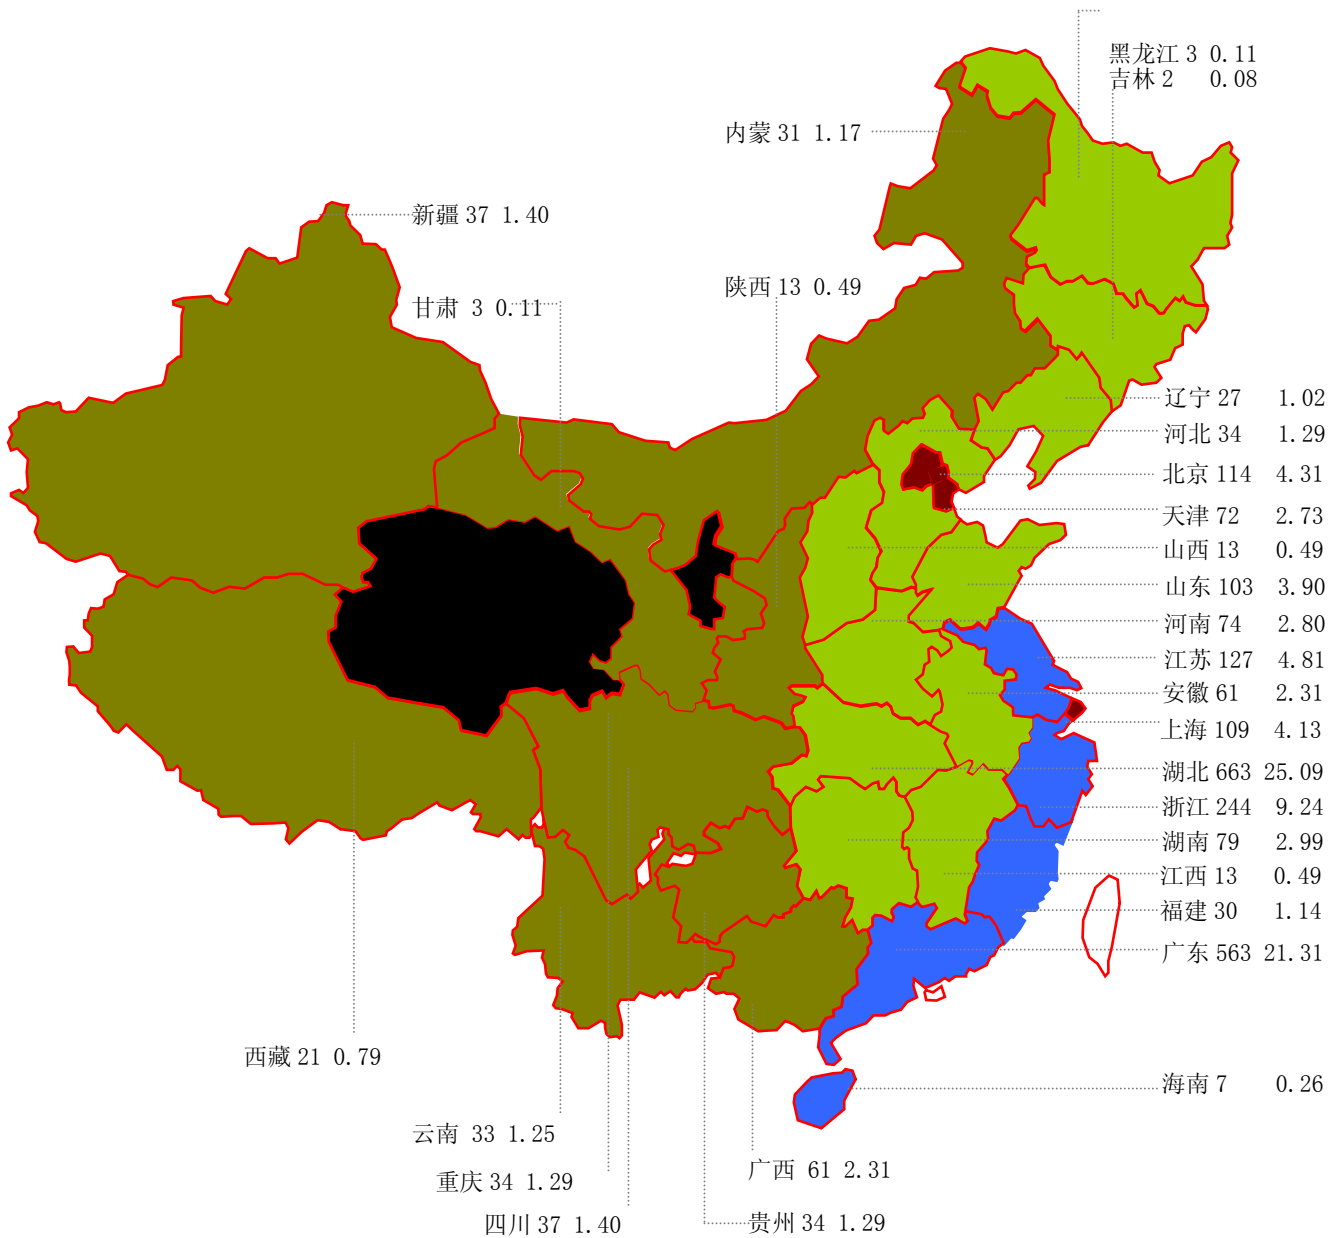 黑龙江 3 0.11
吉林 2 0.08
内蒙 31 1.17
新疆 37 1.40
陕西 13 0.49
甘肃 3 0.11
辽宁 27 1.02
河北 34 1.29
北京 114 4.31
天津 72 2.73
山西 13 0.49
山东 103 3.90
河南 74 2.80
江苏 127 4.81
安徽 61 2.31
上海 109 4.13
湖北 663 25.09
浙江 244 9.24
湖南 79 2.99
江西 13 0.49
福建 30 1.14
广东 563 21.31
西藏 21 0.79
海南 7 0.26
云南 33 1.25
广西 61 2.31
重庆 34 1.29
四川 37 1.40
贵州 34 1.29